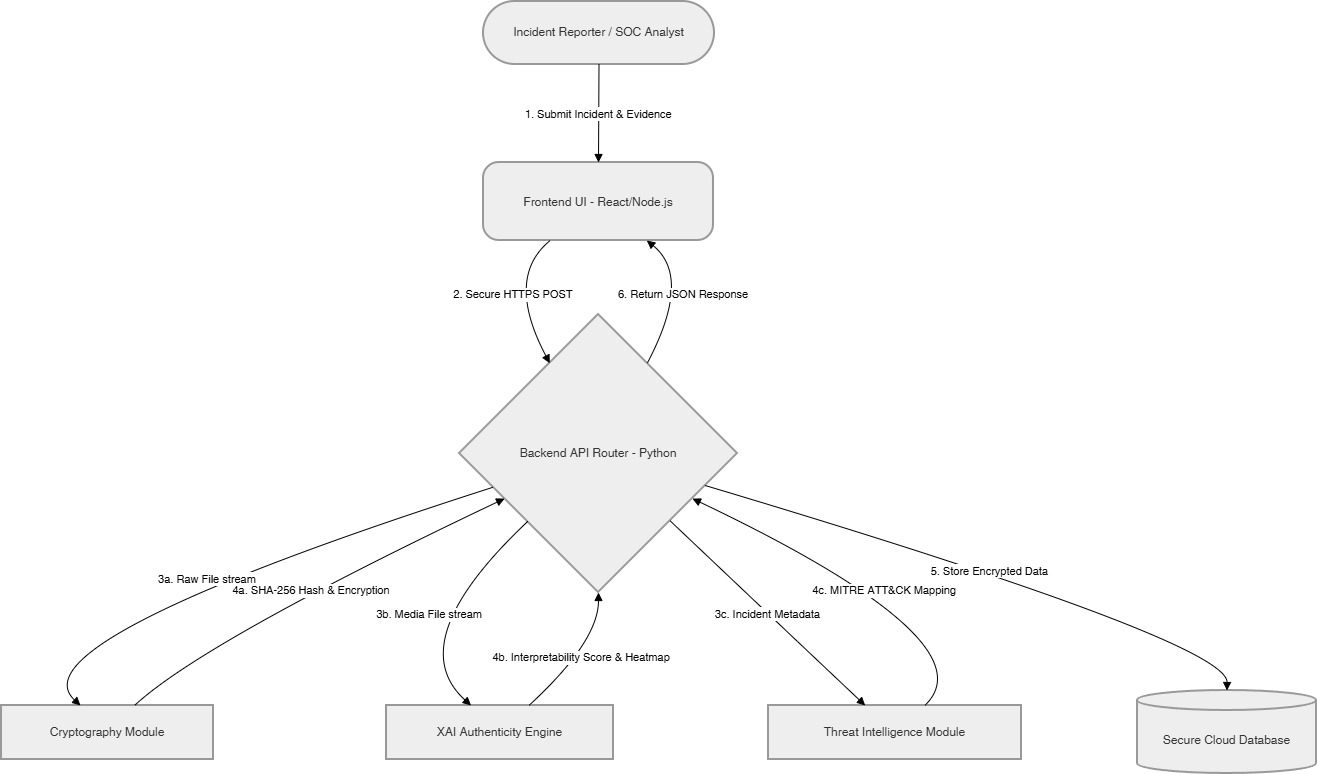 Incident Reporter / SOC Analyst
1. Submit Incident & Evidence
Frontend UI - React/Node.js
2. Secure HTTPS POST
6. Return JSON Response
Backend API Router - Python
3a. Raw File stream
4a. SHA-256 Hash & Encryption
3b. Media File stream
4b. Interpretability Score & Heatmap
3c. Incident Metadata
4c. MITRE ATT&CK Mapping
5. Store Encrypted Data
Cryptography Module
XAI Authenticity Engine
Threat Intelligence Module
Secure Cloud Database